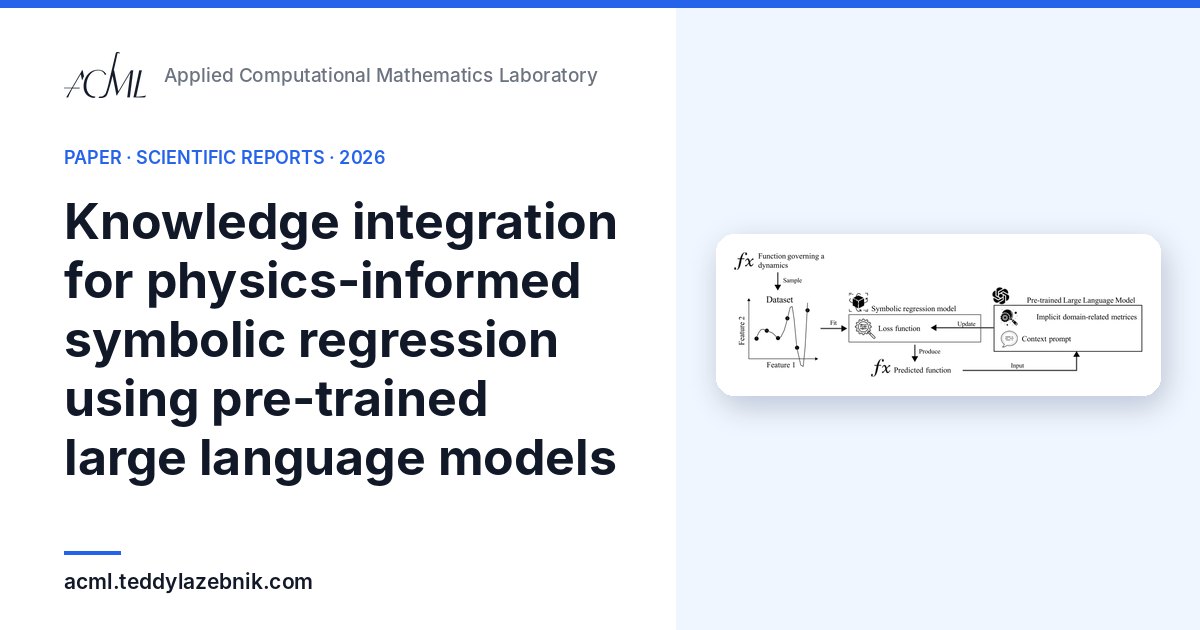 ACML
Applied Computational Mathematics Laboratory
PAPER · SCIENTIFIC REPORTS · 2026
Knowledge integration
for physics-informed
symbolic regression
using pre-trained
large language models
acml.teddylazebnik.com
fx Function governing a
dynamics
Sample
Dataset
Feature 2
Feature 1
Fit
Symbolic regression model
Loss function
Update
Produce
fx Predicted function
Input
Pre-trained Large Language Model
Implicit domain-related metrices
Context prompt